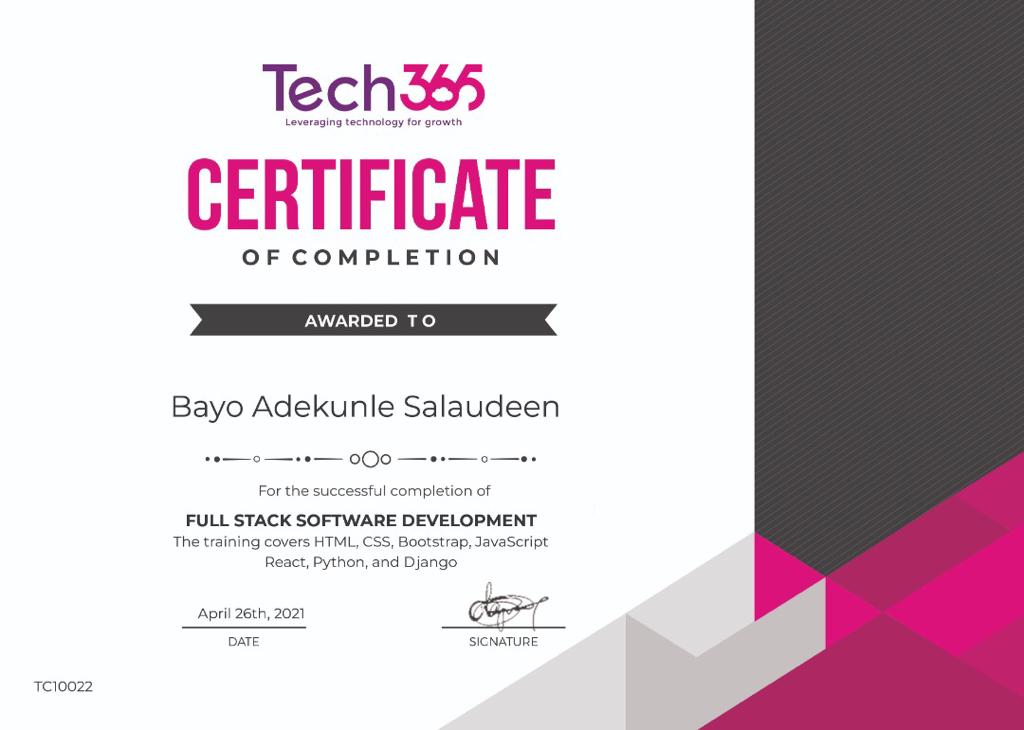 Tech365
Leveraging technology for growth
CERTIFICATE
OF COMPLETION
AWARDED TO
Bayo Adekunle Salaudeen
For the successful completion of
FULL STACK SOFTWARE DEVELOPMENT
The training covers HTML, CSS, Bootstrap, JavaScript
React, Python, and Django
April 26th, 2021
DATE
SIGNATURE
TC10022